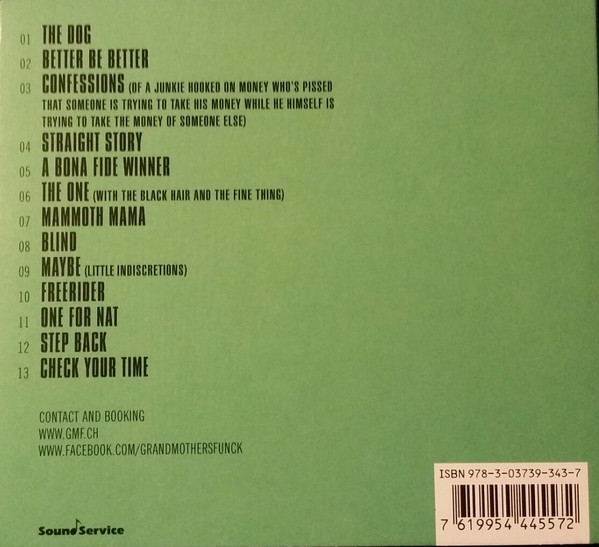 01 THE DOG
02 BETTER BE BETTER
03 CONFESSIONS (OF A JUNKIE HOOKED ON MONEY WHO'S PISSED
THAT SOMEONE IS TRYING TO TAKE HIS MONEY WHILE HE HIMSELF IS
TRYING TO TAKE THE MONEY OF SOMEONE ELSE)
04 STRAIGHT STORY
05 A BONA FIDE WINNER
06 THE ONE (WITH THE BLACK HAIR AND THE FINE THING)
07 MAMMOTH MAMA
08 BLIND
09 MAYBE (LITTLE INDISCRETIONS)
10 FREERIDER
11 ONE FOR NAT
12 STEP BACK
13 CHECK YOUR TIME
CONTACT AND BOOKING
WWW.GMF.CH
WWW.FACEBOOK.COM/GRANDMOTHERSFUNCK
SoundService
ISBN 978-3-03739-343-7
7 619954 445572